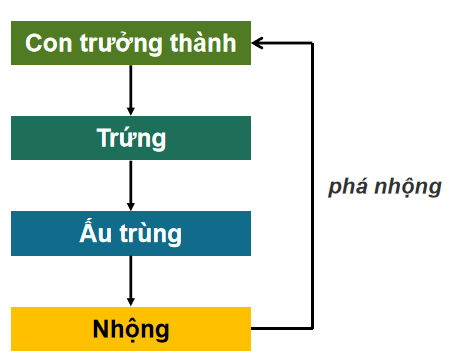 Con trưởng thành
Trứng
Ấu trùng
phá nhộng
Nhộng